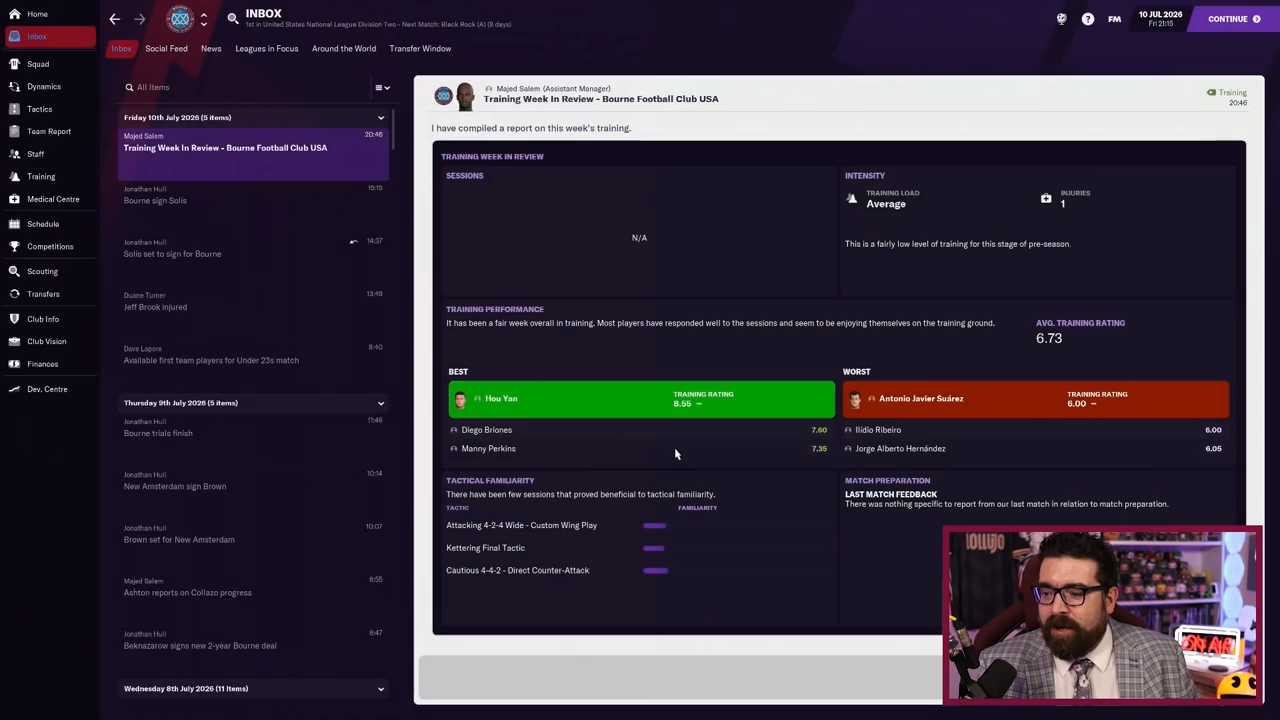 Home
Inbox
Squad
Dynamics
Tactics
Team Report
Staff
Training
Medical Centre
Schedule
Competitions
Scouting
Transfers
Club Info
Club Vision
Finances
Dev. Centre
INBOX
1st in United States National League Division Two - Next Match: Black Rock (A) (8 days)
FM
10 JUL 2026
Fri 21:15
CONTINUE
Inbox
Social Feed
News
Leagues in Focus
Around the World
Transfer Window
All Items
Friday 10th July 2026 (5 items)
Majed Salem
20:46
Training Week In Review - Bourne Football Club USA
Jonathan Hull
15:15
Bourne sign Solís
Jonathan Hull
14:37
Solís set to sign for Bourne
Duane Turner
13:49
Jeff Brook injured
Dave Lapore
8:40
Available first team players for Under 23s match
Thursday 9th July 2026 (5 items)
Jonathan Hull
11:46
Bourne trials finish
Jonathan Hull
10:14
New Amsterdam sign Brown
Jonathan Hull
10:07
Brown set for New Amsterdam
Majed Salem
8:55
Ashton reports on Collazo progress
Jonathan Hull
8:47
Beknazarow signs new 2-year Bourne deal
Wednesday 8th July 2026 (11 items)
Majed Salem (Assistant Manager)
Training Week In Review - Bourne Football Club USA
Training
20:46
I have compiled a report on this week's training.
TRAINING WEEK IN REVIEW
SESSIONS
N/A
INTENSITY
TRAINING LOAD
Average
INJURIES
1
This is a fairly low level of training for this stage of pre-season.
TRAINING PERFORMANCE
It has been a fair week overall in training. Most players have responded well to the sessions and seem to be enjoying themselves on the training ground.
AVG. TRAINING RATING
6.73
BEST
Hou Yan
TRAINING RATING
8.55 -
Diego Briones
7.60
Manny Perkins
7.35
WORST
Antonio Javier Suárez
TRAINING RATING
6.00 -
Ilídio Ribeiro
6.00
Jorge Alberto Hernández
6.05
TACTICAL FAMILIARITY
There have been few sessions that proved beneficial to tactical familiarity.
TACTIC
FAMILIARITY
Attacking 4-2-4 Wide - Custom Wing Play
Kettering Final Tactic
Cautious 4-4-2 - Direct Counter-Attack
MATCH PREPARATION
LAST MATCH FEEDBACK
There was nothing specific to report from our last match in relation to match preparation.
lollujo
ON AIR